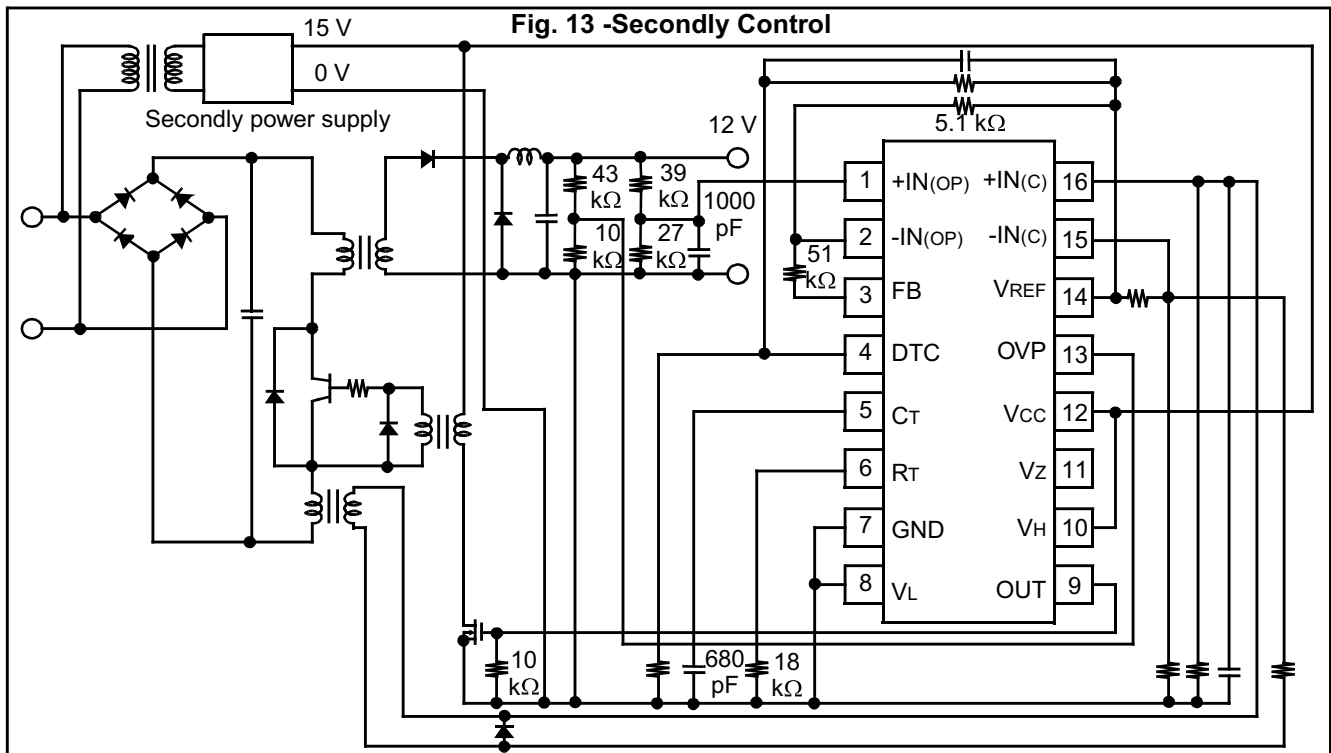 Fig. 13 -Secondly Control
15 V
0 V
Secondly power supply
12 V
5.1 kΩ
43
kΩ
10
kΩ
39
kΩ
27
kΩ
1000
pF
51
kΩ
1 +IN(OP) +IN(C) 16
2 -IN(OP) -IN(C) 15
3 FB VREF 14
4 DTC OVP 13
5 CT VCC 12
6 RT VZ 11
7 GND VH 10
8 VL OUT 9
10
kΩ
680
pF
18
kΩ